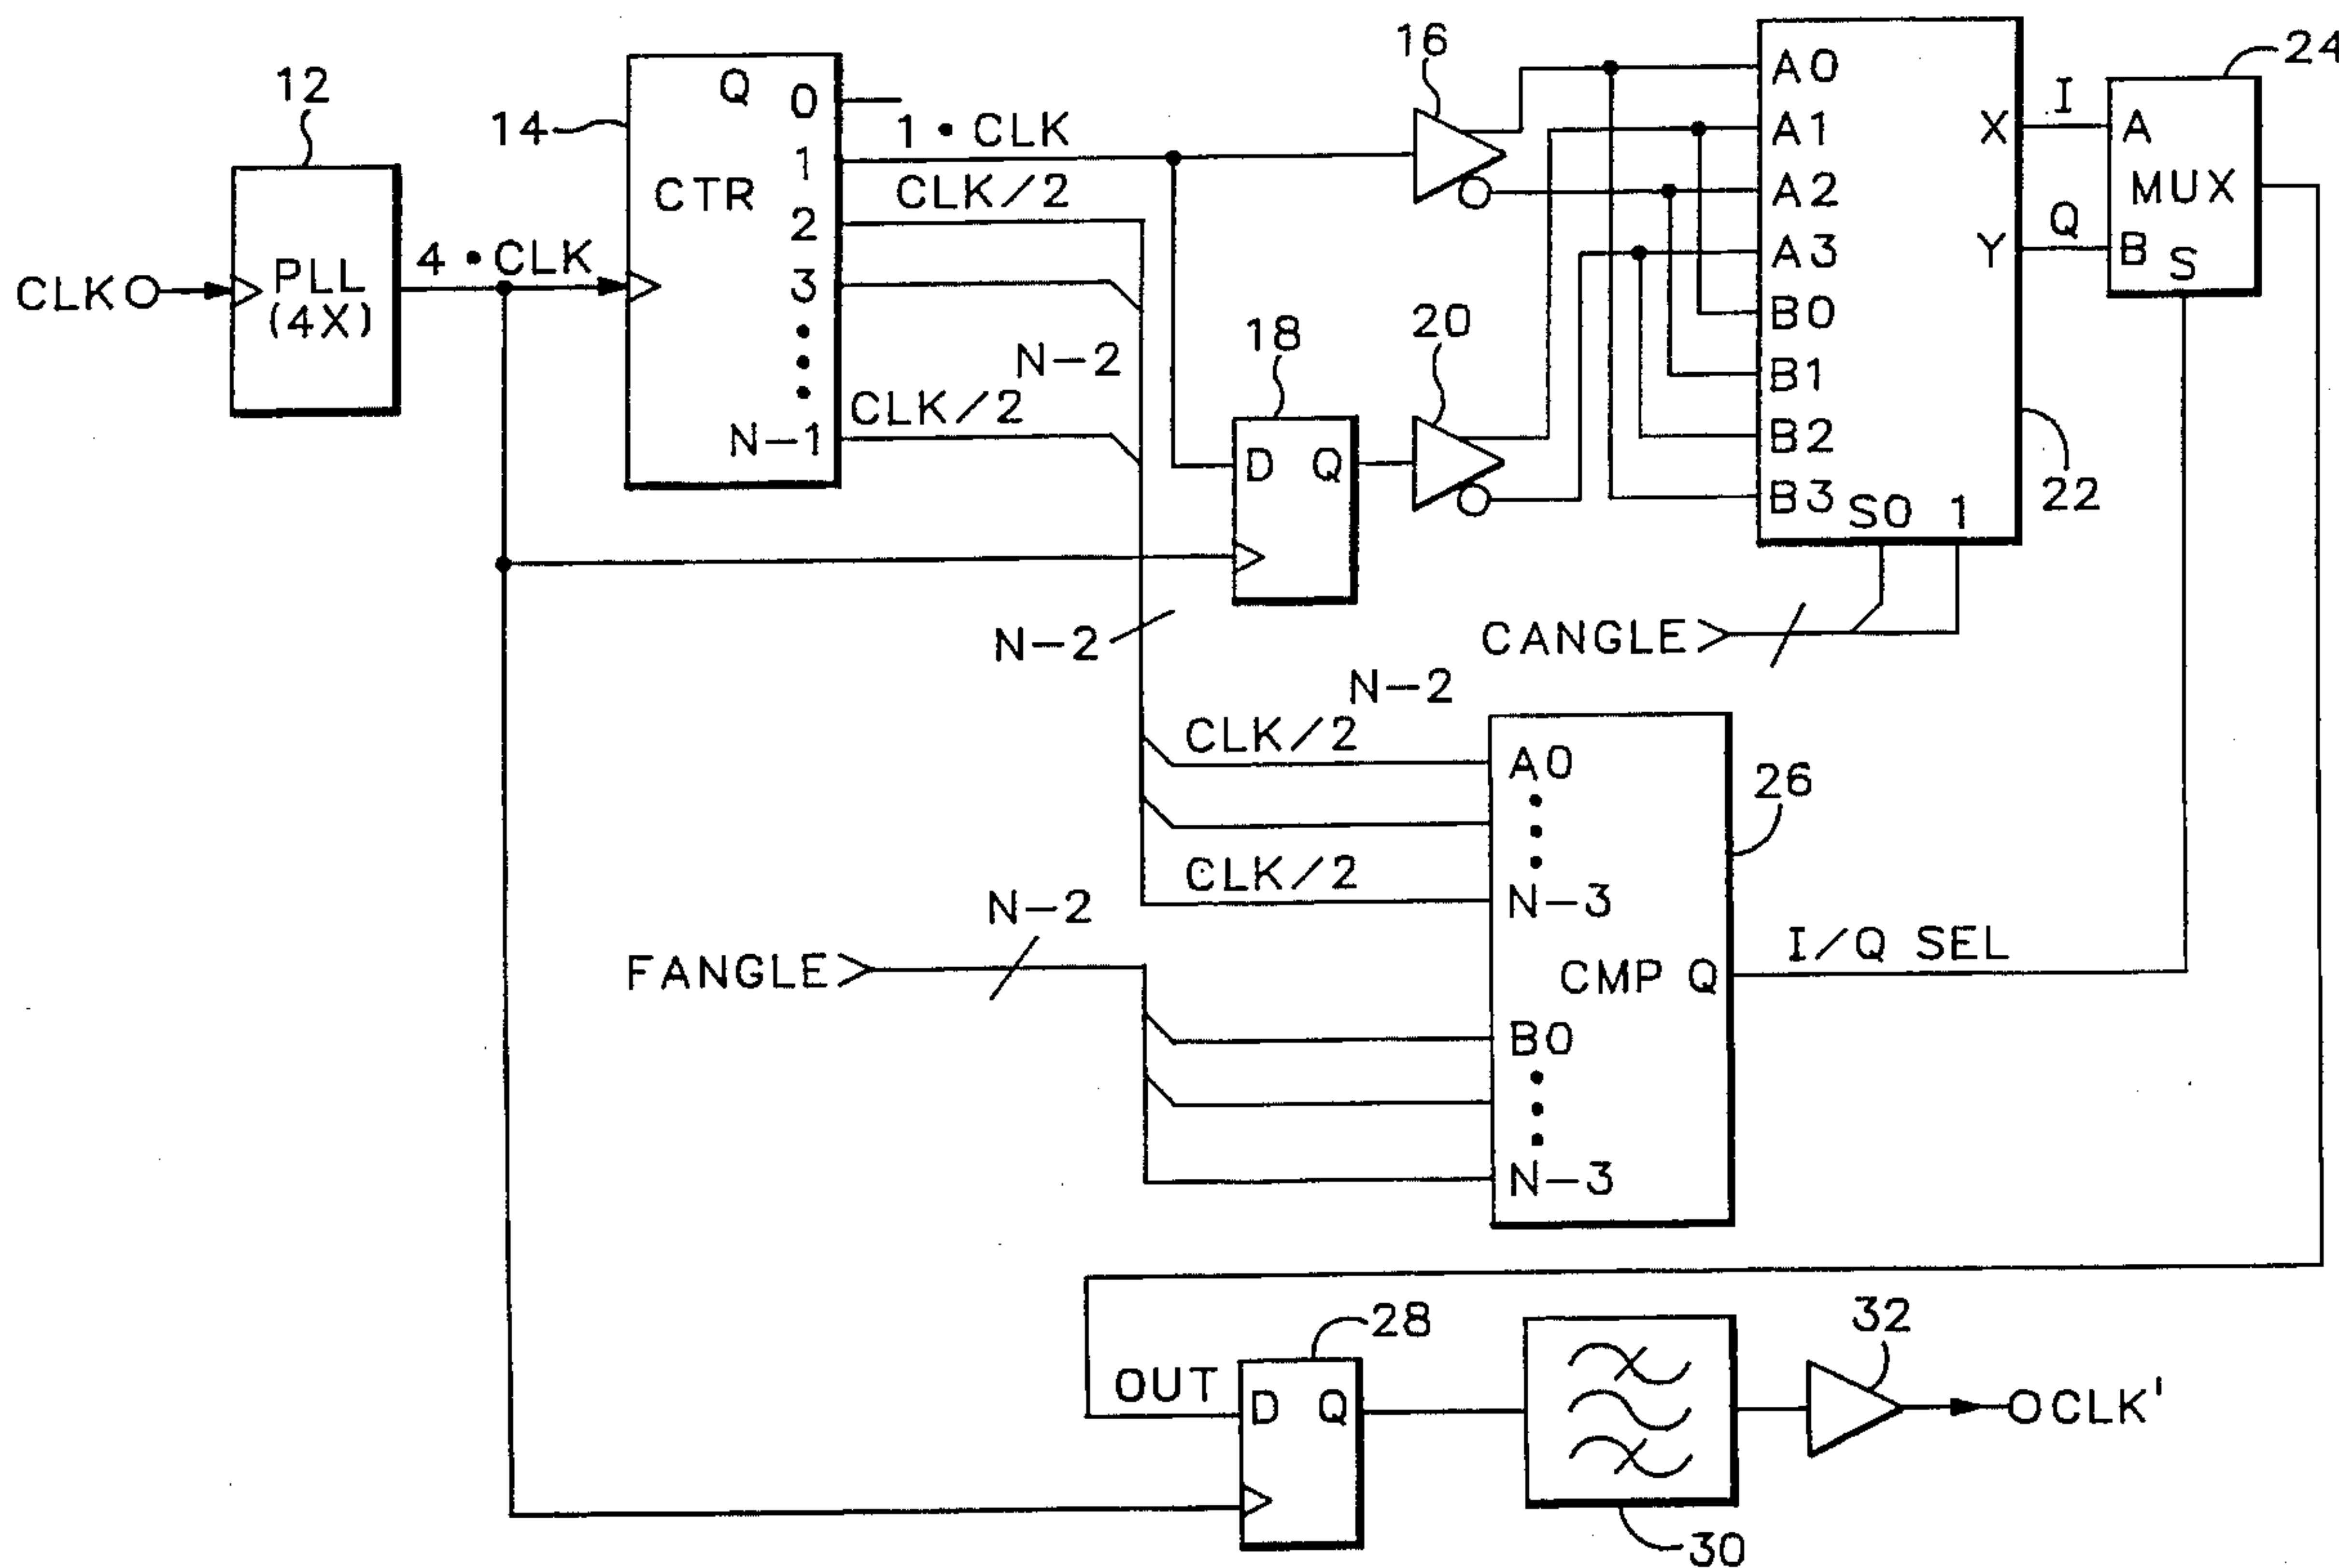 CLK
12
PLL
(4X)
4 • CLK
14
Q
CTR
0
1
2
3
N-1
1 • CLK
CLK/2
N-2
CLK/2
N-2
16
18
D Q
20
A0
A1
A2
A3
B0
B1
B2
B3
S0 1
X
Y
22
I
Q
24
A
MUX
B
S
CANGLE
N-2
CLK/2
CLK/2
A0
N-3
CMP Q
B0
N-3
26
I/Q SEL
FANGLE
N-2
OUT
28
D Q
30
32
CLK'